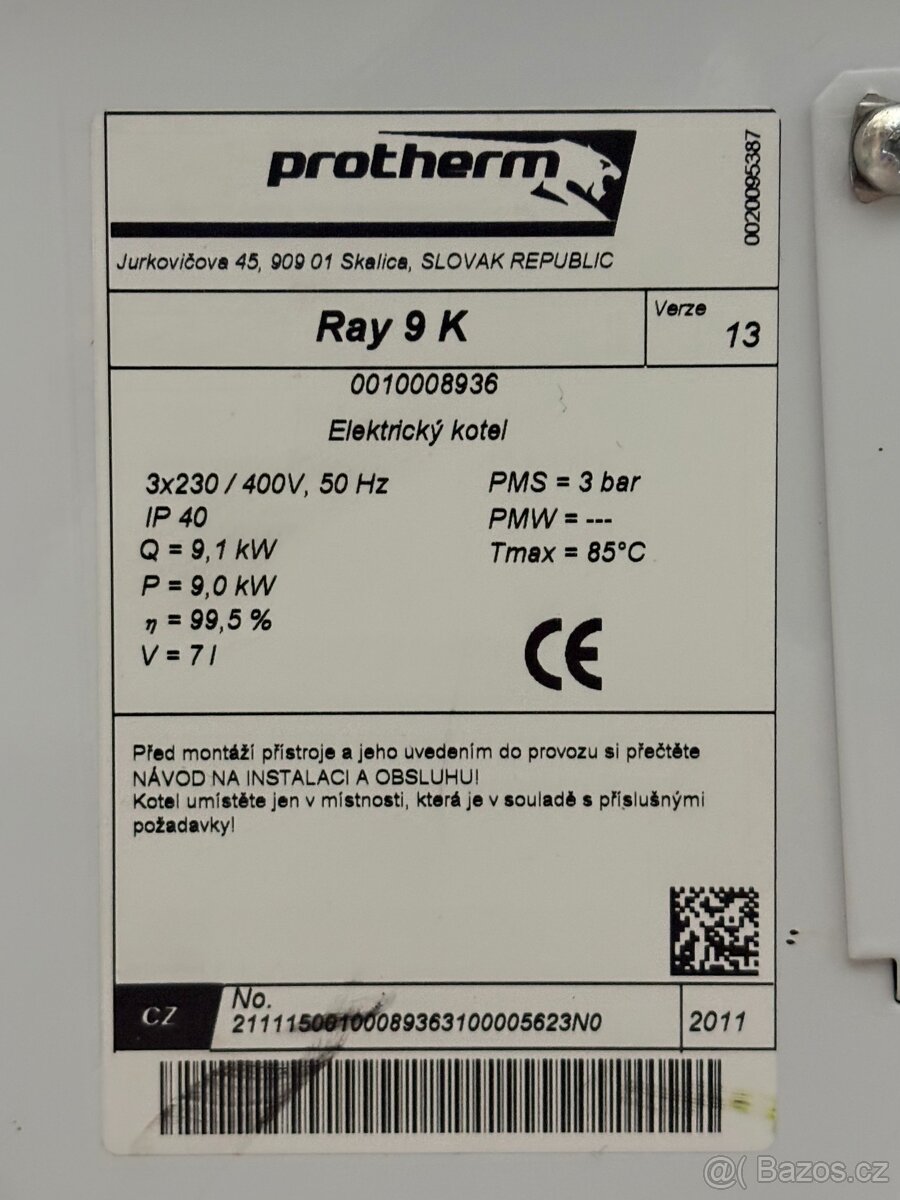 protherm
0020095387
Jurkovičova 45, 909 01 Skalica, SLOVAK REPUBLIC
Ray 9 K
Verze
13
0010008936
Elektrický kotel
3x230 / 400V, 50 Hz
PMS = 3 bar
IP 40
PMW = ---
Q = 9,1 kW
Tmax = 85°C
P = 9,0 kW
η = 99,5 %
V = 7 l
CE
Před montáží přístroje a jeho uvedením do provozu si přečtěte
NÁVOD NA INSTALACI A OBSLUHU!
Kotel umístěte jen v místnosti, která je v souladě s příslušnými
požadavky!
CZ
No.
21111500100089363100005623N0
2011
@( Bazos.cz